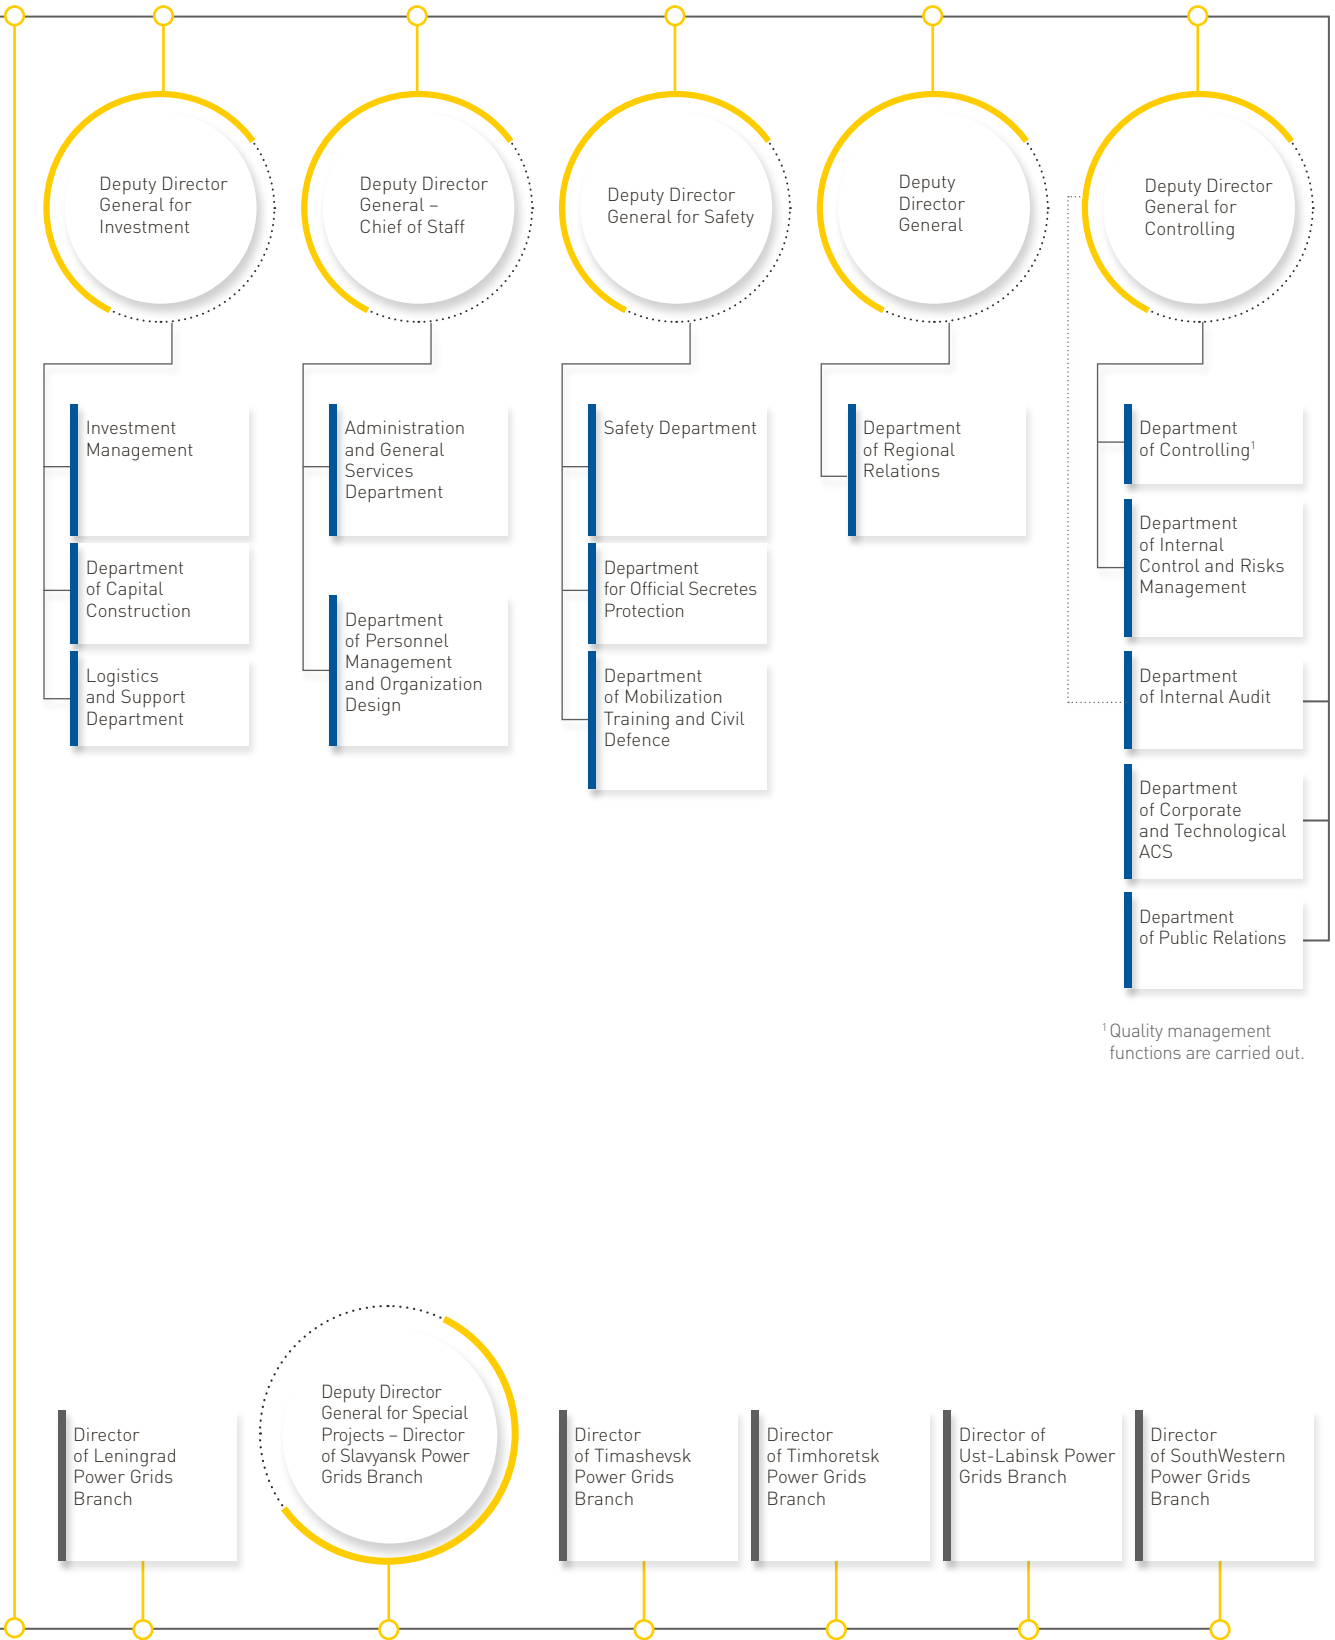 Deputy Director
General for
Investment
Deputy Director
General –
Chief of Staff
Deputy Director
General for Safety
Deputy
Director
General
Deputy Director
General for
Controlling
Investment
Management
Department
of Capital
Construction
Logistics
and Support
Department
Administration
and General
Services
Department
Department
of Personnel
Management
and Organization
Design
Safety Department
Department
for Official Secretes
Protection
Department
of Mobilization
Training and Civil
Defence
Department
of Regional
Relations
Department
of Controlling¹
Department
of Internal
Control and Risks
Management
Department
of Internal Audit
Department
of Corporate
and Technological
ACS
Department
of Public Relations
¹ Quality management
functions are carried out.
Director
of Leningrad
Power Grids
Branch
Deputy Director
General for Special
Projects – Director
of Slavyansk Power
Grids Branch
Director
of Timashevsk
Power Grids
Branch
Director
of Timhoretsk
Power Grids
Branch
Director of
Ust-Labinsk Power
Grids Branch
Director
of SouthWestern
Power Grids
Branch